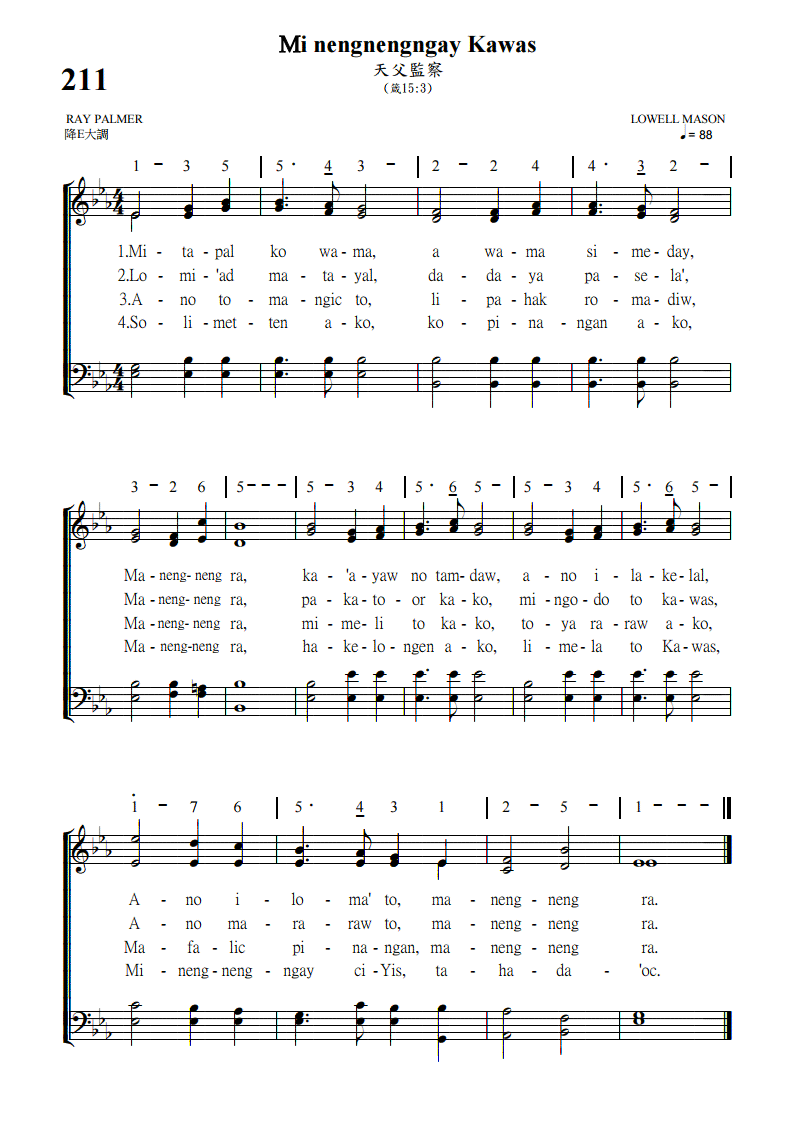 Mi nengnengngay Kawas
天父監察
(箴15:3)
211
RAY PALMER
LOWELL MASON
降E大調
♩= 88
1 - 3 5 | 5· 4 3 - | 2 - 2 4 | 4· 3 2 - |
1.Mi - ta - pal ko wa - ma, a wa - ma si - me - day,
2.Lo - mi - 'ad ma - ta - yal, da - da - ya pa - se - la',
3.A - no to - ma - ngic to, li - pa - hak ro - ma - diw,
4.So - li - met - ten a - ko, ko - pi - na - ngan a - ko,
3 - 2 6 | 5 - - - | 5 - 3 4 | 5· 6 5 - | 5 - 3 4 | 5· 6 5 - |
Ma - neng - neng ra, ka - 'a - yaw no tam - daw, a - no i - la - ke - lal,
Ma - neng - neng ra, pa - ka - to - or ka - ko, mi - ngo - do to ka - was,
Ma - neng - neng ra, mi - me - li to ka - ko, to - ya ra - raw a - ko,
Ma - neng - neng ra, ha - ke - lo - ngen a - ko, li - me - la to Ka - was,
1̇ - 7 6 | 5· 4 3 1 | 2 - 5 - | 1 - - - ||
A - no i - lo - ma' to, ma - neng - neng ra.
A - no ma - ra - raw to, ma - neng - neng ra.
Ma - fa - lic pi - na - ngan, ma - neng - neng ra.
Mi - neng - neng - ngay ci - Yis, ta - ha - da - 'oc.